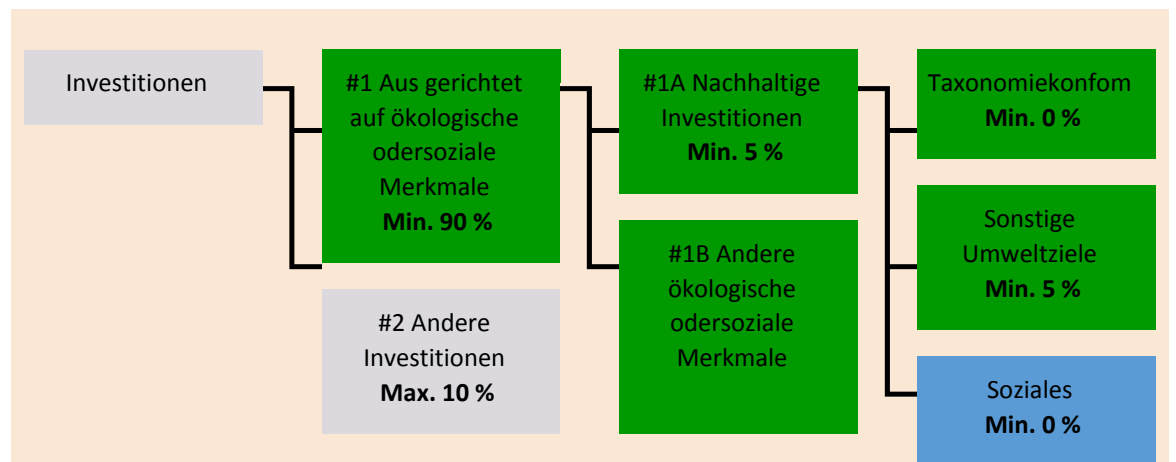 Investitionen
#1 Aus gerichtet
auf ökologische
odersoziale
Merkmale
Min. 90 %
#2 Andere
Investitionen
Max. 10 %
#1A Nachhaltige
Investitionen
Min. 5 %
#1B Andere
ökologische
odersoziale
Merkmale
Taxonomiekonfom
Min. 0 %
Sonstige
Umweltziele
Min. 5 %
Soziales
Min. 0 %